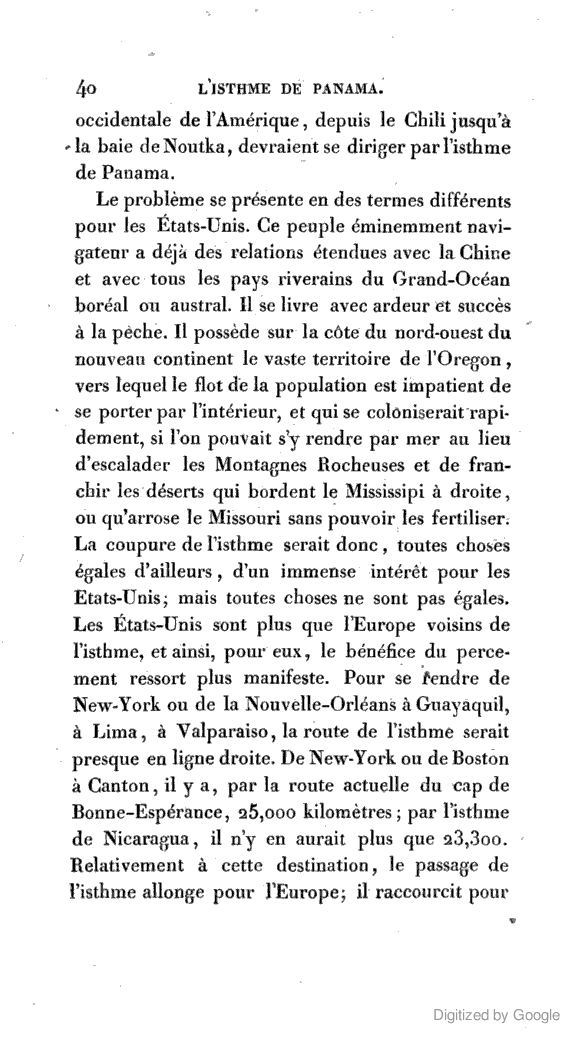 40 L'ISTHME DE PANAMA.
occidentale de l'Amérique, depuis le Chili jusqu'à
la baie de Noutka, devraient se diriger par l'isthme
de Panama.
Le problème se présente en des termes différents
pour les États-Unis. Ce peuple éminemment navi-
gateur a déjà des relations étendues avec la Chine
et avec tous les pays riverains du Grand-Océan
boréal ou austral. Il se livre avec ardeur et succès
à la pêche. Il possède sur la côte du nord-ouest du
nouveau continent le vaste territoire de l'Oregon,
vers lequel le flot de la population est impatient de
se porter par l'intérieur, et qui se coloniserait rapi-
dement, si l'on pouvait s'y rendre par mer au lieu
d'escalader les Montagnes Rocheuses et de fran-
chir les déserts qui bordent le Mississipi à droite,
ou qu'arrose le Missouri sans pouvoir les fertiliser.
La coupure de l'isthme serait donc, toutes choses
égales d'ailleurs, d'un immense intérêt pour les
Etats-Unis; mais toutes choses ne sont pas égales.
Les États-Unis sont plus que l'Europe voisins de
l'isthme, et ainsi, pour eux, le bénéfice du perce-
ment ressort plus manifeste. Pour se rendre de
New-York ou de la Nouvelle-Orléans à Guayaquil,
à Lima, à Valparaiso, la route de l'isthme serait
presque en ligne droite. De New-York ou de Boston
à Canton, il y a, par la route actuelle du cap de
Bonne-Espérance, 25,000 kilomètres; par l'isthme
de Nicaragua, il n'y en aurait plus que 23,300.
Relativement à cette destination, le passage de
l'isthme allonge pour l'Europe; il raccourcit pour
Digitized by Google